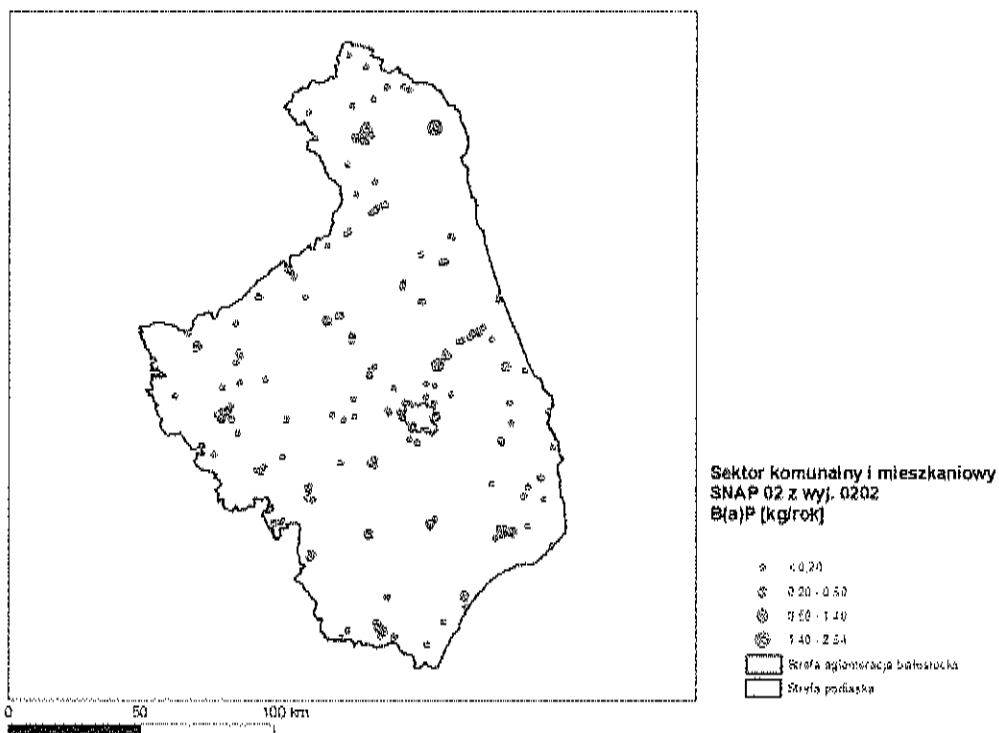 Sektor komunalny i mieszkaniowy
SNAP 02 z wyj. 0202
B(a)P [kg/rok]
< 0,20
0,20 - 0,50
0,50 - 1,40
1,40 - 2,54
Strefa aglomeracja białostocka
Strefa podlaska
0 50 100 km